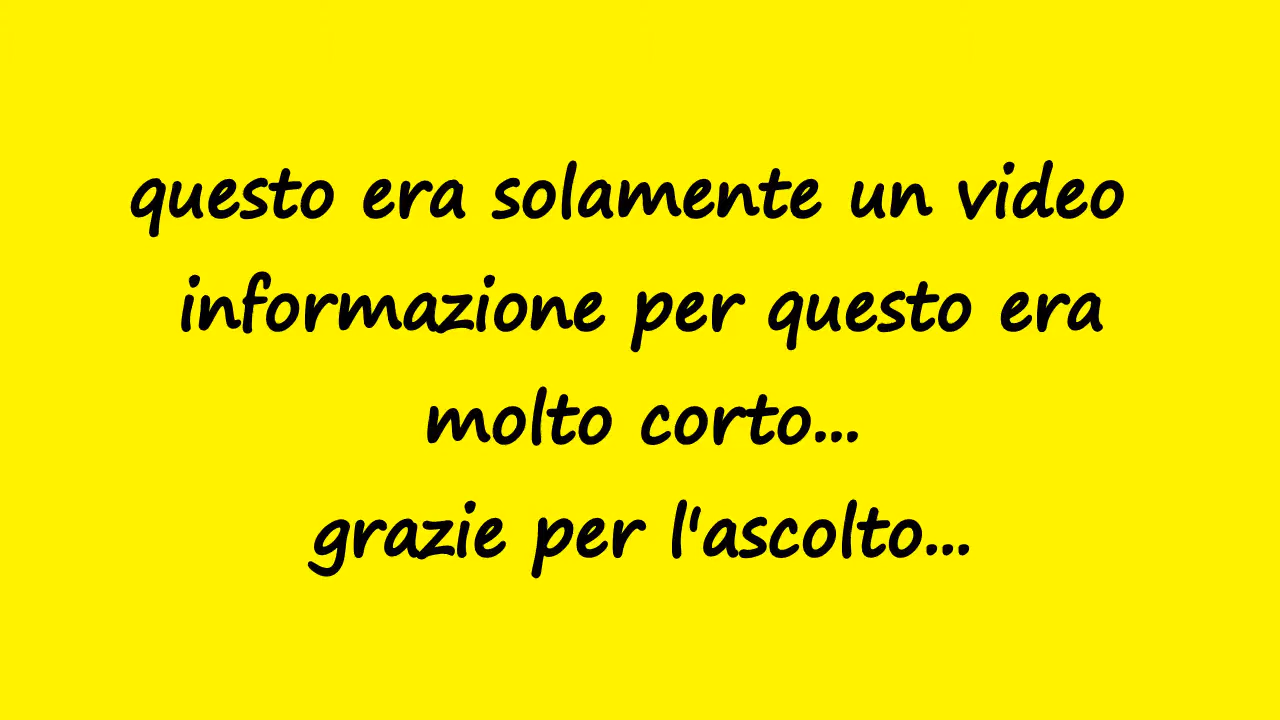 questo era solamente un video
informazione per questo era
molto corto...
grazie per l'ascolto...